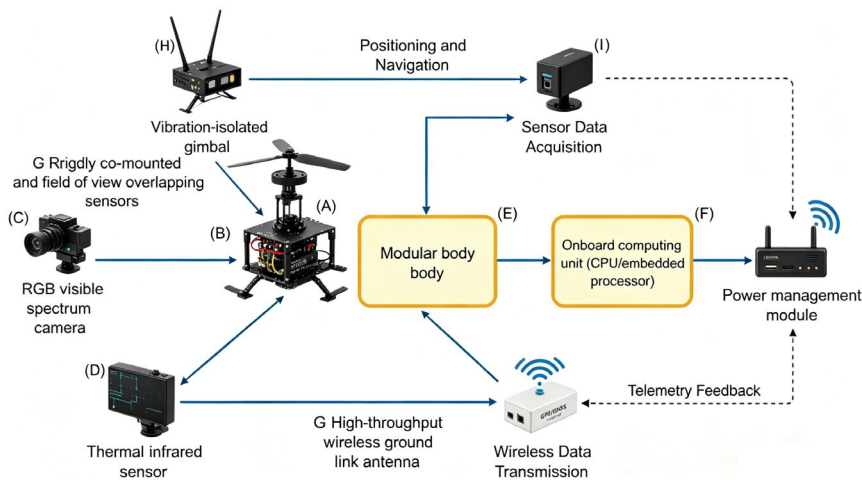 (H)
Positioning and
Navigation
(I)
Vibration-isolated
gimbal
Sensor Data
Acquisition
G Rrigdly co-mounted
and field of view overlapping
sensors
(C)
(B)
(A)
(E)
(F)
RGB visible
spectrum
camera
Modular body
body
Onboard computing
unit (CPU/embedded
processor)
Power management
module
(D)
Thermal infrared
sensor
G High-throughput
wireless ground
link antenna
GPS/GNSS
Wireless Data
Transmission
Telemetry Feedback